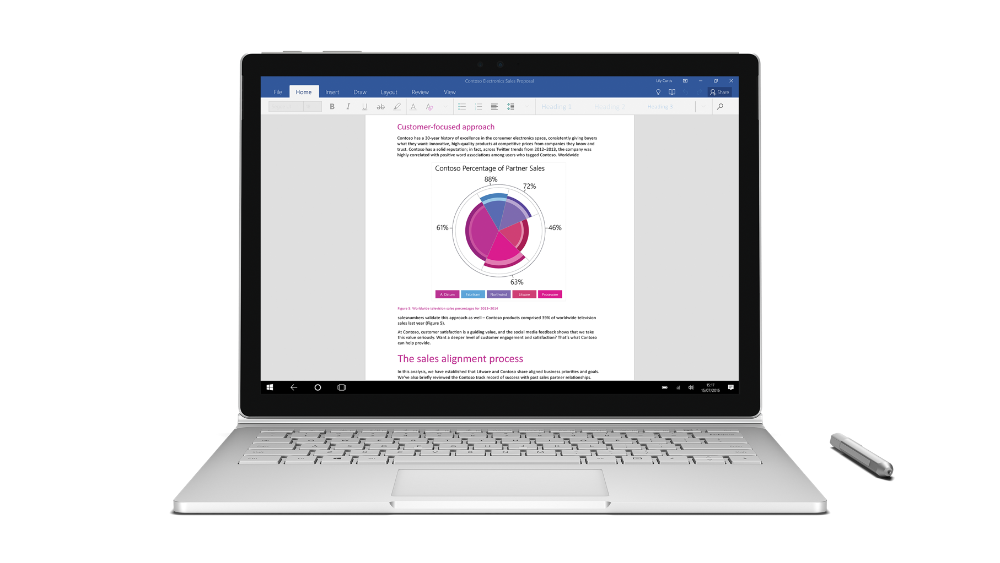 Contoso Electronics Sales Proposal
Lily Curtis
File Home Insert Draw Layout Review View
Share
B I U ab A A Heading 1 Heading 2 Heading 3
Customer-focused approach
Contoso has a 30-year history of excellence in the consumer electronics space, consistently giving buyers
what they want: innovative, high-quality products at competitive prices from companies they know and
trust. Contoso has a solid reputation; in fact, across Twitter trends from 2012–2013, the company was
highly correlated with positive word associations among users who tagged Contoso. Worldwide
Contoso Percentage of Partner Sales
88%
72%
61%
46%
63%
A. Datum Fabrikam Northwind Litware Proseware
Figure 5: Worldwide television sales percentages for 2013–2014
salesnumbers validate this approach as well – Contoso products comprised 39% of worldwide television
sales last year (Figure 5).
At Contoso, customer satisfaction is a guiding value, and the social media feedback shows that we take
this value seriously. Want a deeper level of customer engagement and satisfaction? That's what Contoso
can help provide.
The sales alignment process
In this analysis, we have established that Litware and Contoso share aligned business priorities and goals.
We've also briefly reviewed the Contoso track record of success with past sales partner relationships.
15:17
15/07/2016
Backspace
Tab Q W E R T Y U I O P
Caps A S D F G H J K L Enter
Shift Z X C V B N M Shift
Ctrl Fn Alt Alt